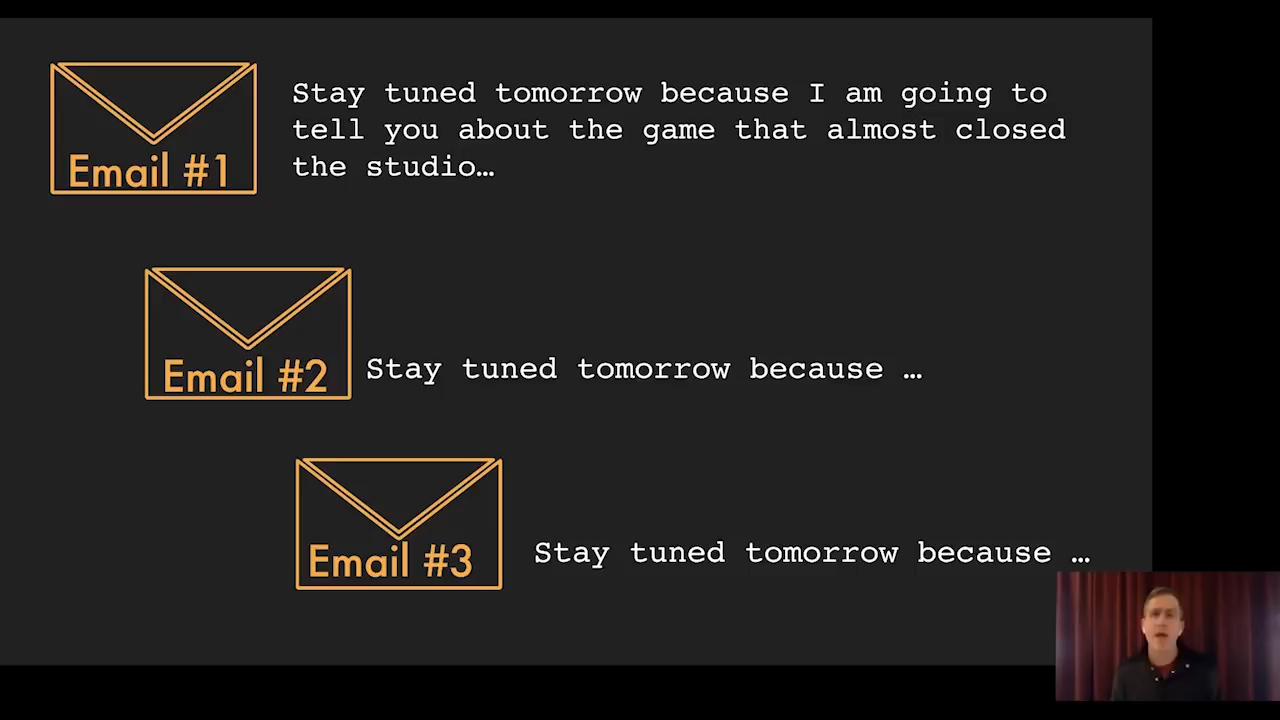 Stay tuned tomorrow because I am going to
tell you about the game that almost closed
the studio…
Email #1
Email #2
Stay tuned tomorrow because …
Email #3
Stay tuned tomorrow because …